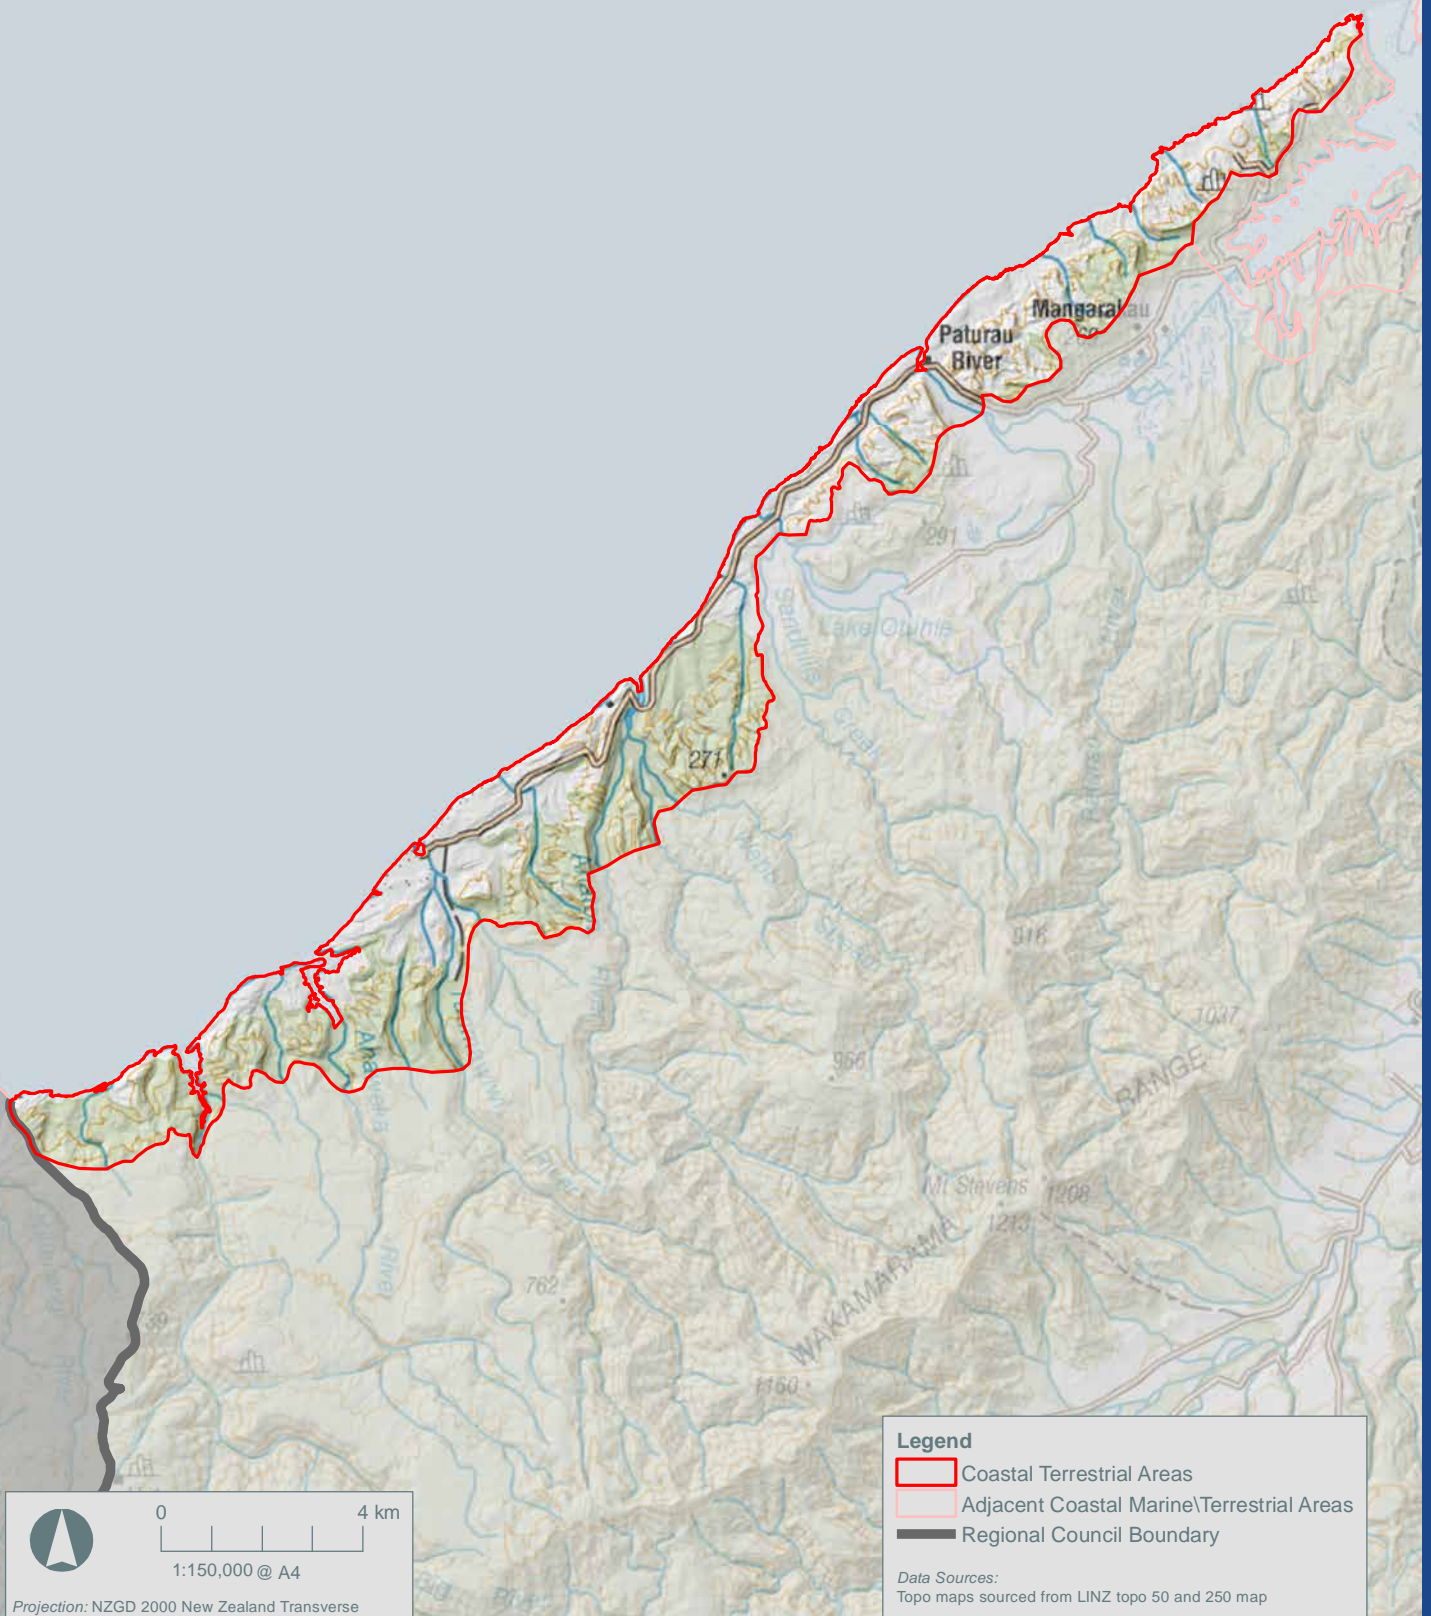 Mangarakau
Paturau
River
291
Lake Otuhie
Sandhills
Creek
271
River
916
1037
966
RANGE
Mt Stevens
1208
1213
WAKAMARAMA
River
762
1160
Legend
Coastal Terrestrial Areas
Adjacent Coastal Marine\Terrestrial Areas
Regional Council Boundary
Data Sources:
Topo maps sourced from LINZ topo 50 and 250 map
0 4 km
1:150,000 @ A4
Projection: NZGD 2000 New Zealand Transverse